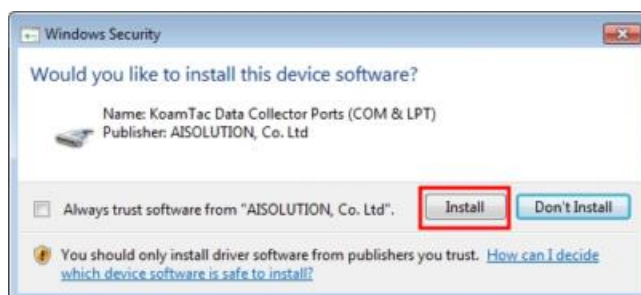 Windows Security
Would you like to install this device software?
Name: KoamTac Data Collector Ports (COM & LPT)
Publisher: AISOLUTION, Co. Ltd
Always trust software from "AISOLUTION, Co. Ltd".
Install
Don't Install
You should only install driver software from publishers you trust. How can I decide
which device software is safe to install?